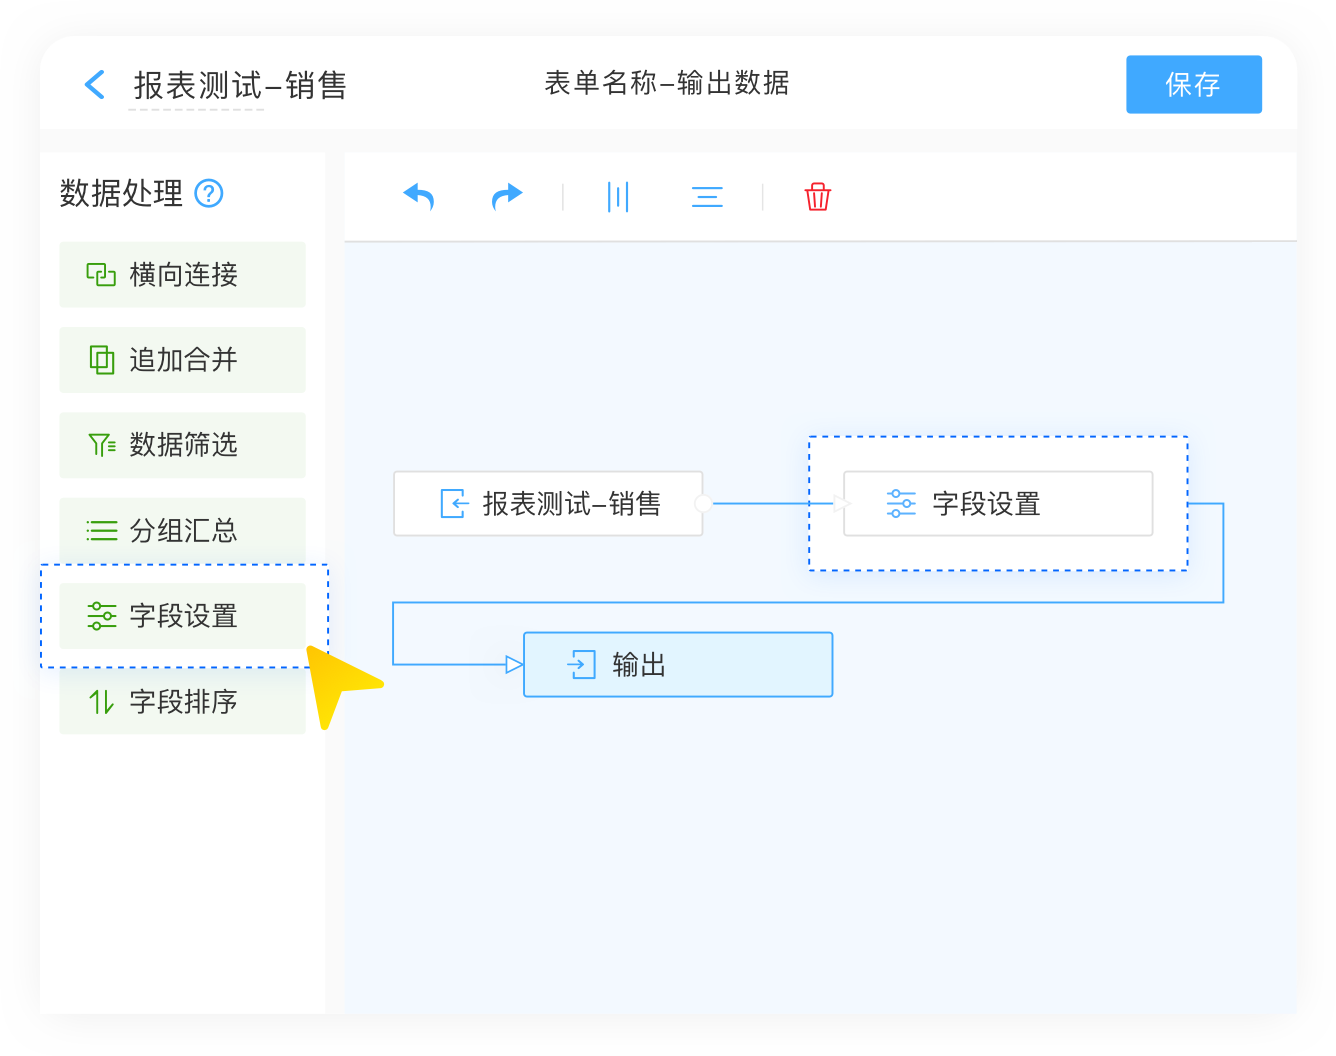 报表测试–销售
表单名称–输出数据
保存
数据处理 ?
横向连接
追加合并
数据筛选
分组汇总
字段设置
字段排序
报表测试–销售
字段设置
输出